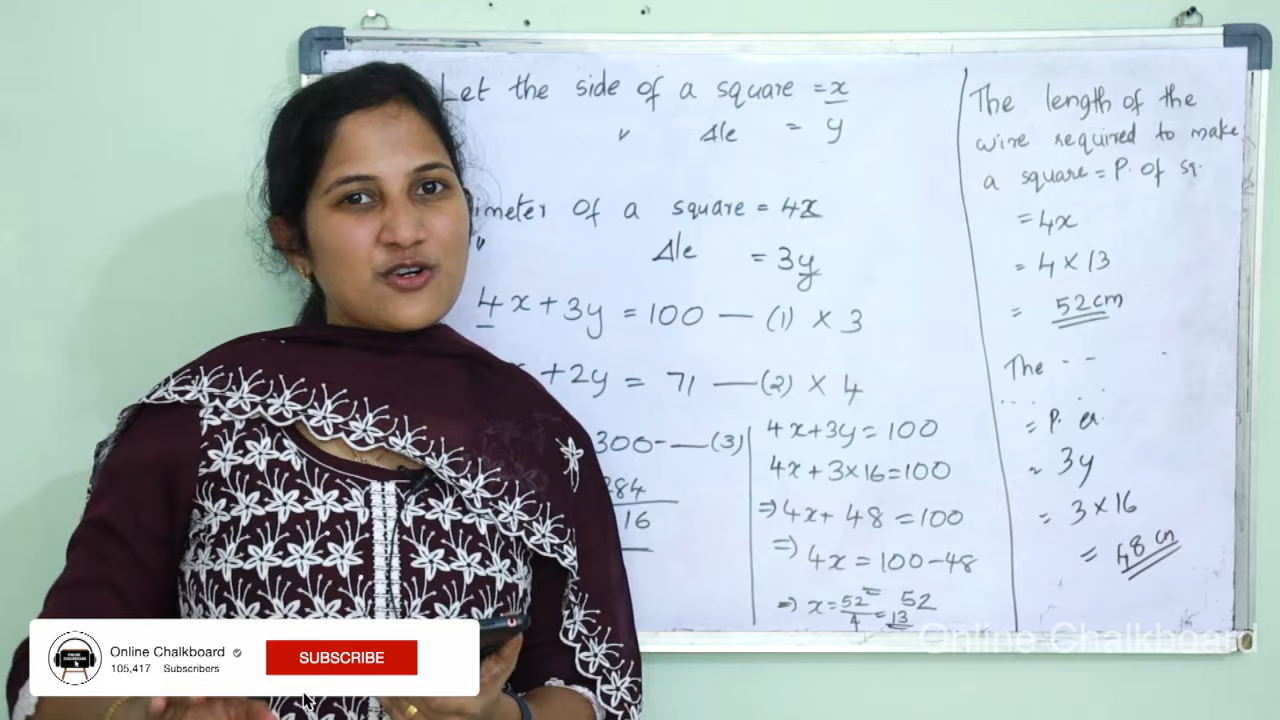 Let the side of a square = x
" Δle = y
imeter of a square = 4x
" Δle = 3y
4x + 3y = 100 — (1) × 3
+ 2y = 71 — (2) × 4
300 — (3)
284
16
4x + 3y = 100
4x + 3×16 = 100
⇒ 4x + 48 = 100
⇒ 4x = 100 - 48
= 52
⇒ x = 52/4 = 13
The length of the
wire required to make
a square = P. of sq.
= 4x
= 4 × 13
= 52 cm
The - -
. . . . .
= P.
= 3y
= 3 × 16
= 48 cm
Online Chalkboard
105,417 Subscribers
SUBSCRIBE
Online Chalkboard